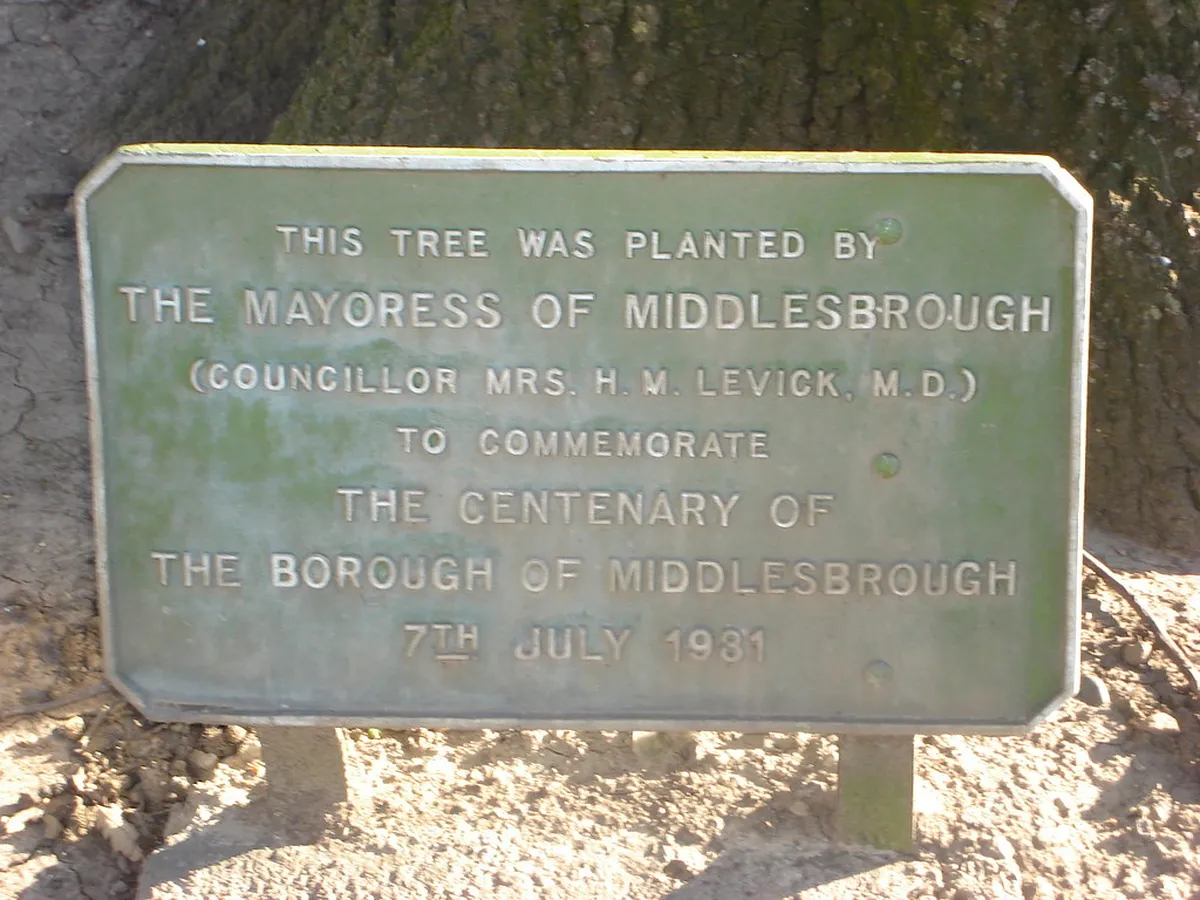 THIS TREE WAS PLANTED BY
THE MAYORESS OF MIDDLESBROUGH
(COUNCILLOR MRS. H. M. LEVICK, M.D.)
TO COMMEMORATE
THE CENTENARY OF
THE BOROUGH OF MIDDLESBROUGH
7TH JULY 1981